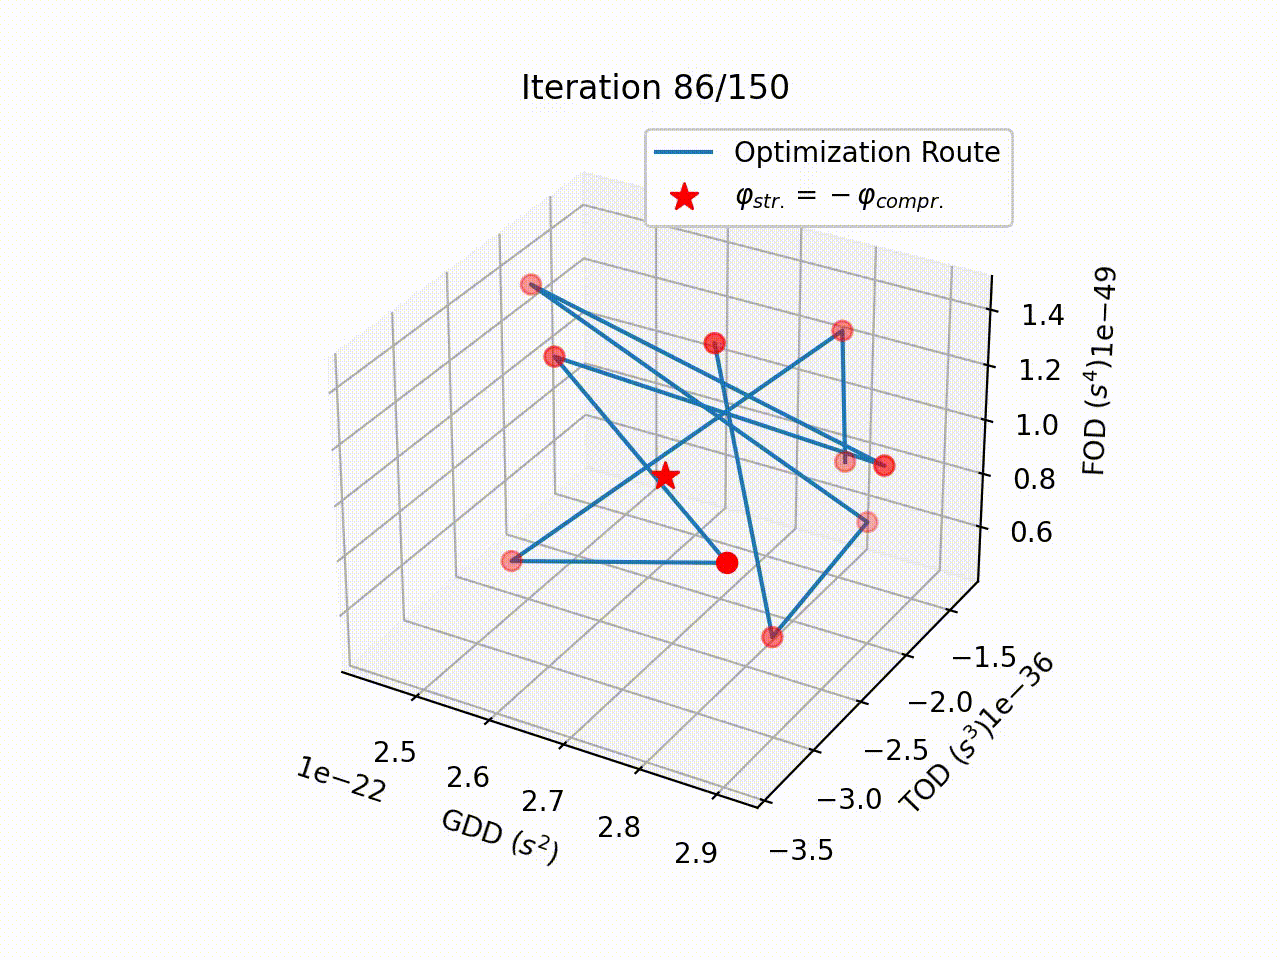 Iteration 86/150
Optimization Route
φstr. = −φcompr.
1.4
1.2
1.0
0.8
0.6
FOD (s⁴)1e−49
−1.5
−2.0
−2.5
−3.0
−3.5
TOD (s³)1e−36
2.5
2.6
2.7
2.8
2.9
1e−22
GDD (s²)